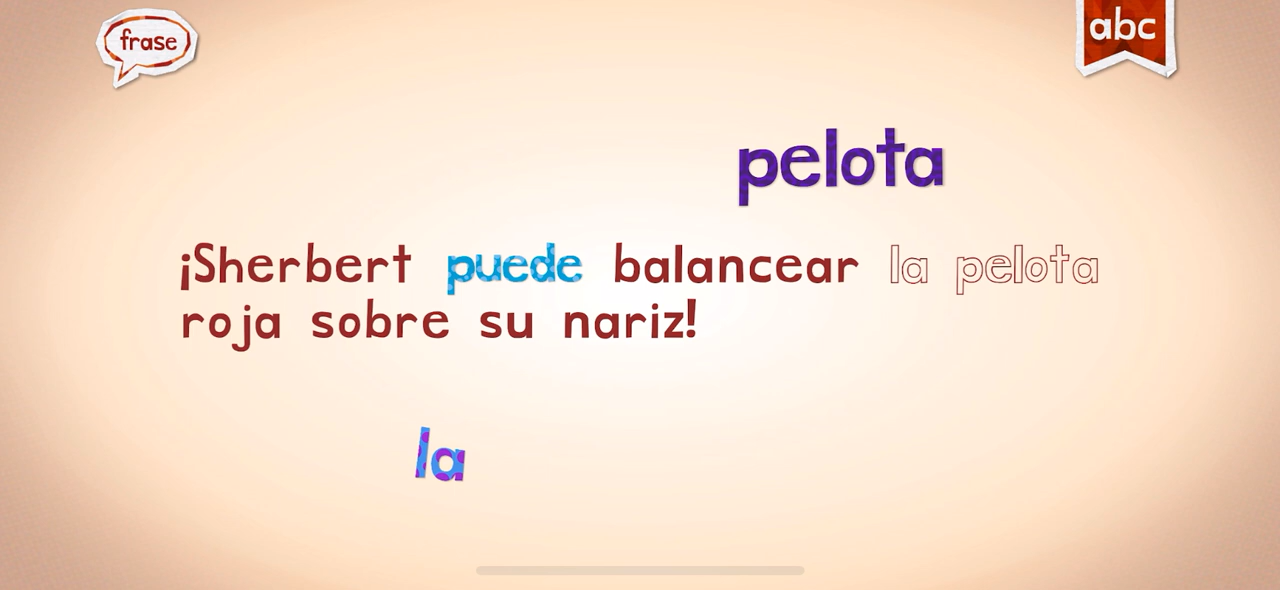 frase
abc
pelota
¡Sherbert puede balancear la pelota
roja sobre su nariz!
la